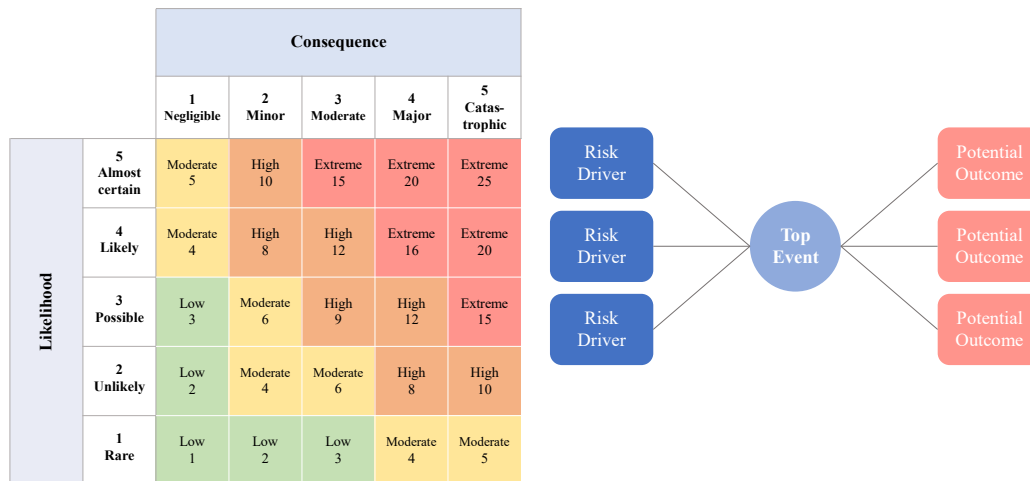 Consequence
1
Negligible
2
Minor
3
Moderate
4
Major
5
Catas-
trophic
Likelihood
5
Almost
certain
Moderate
5
High
10
Extreme
15
Extreme
20
Extreme
25
4
Likely
Moderate
4
High
8
High
12
Extreme
16
Extreme
20
3
Possible
Low
3
Moderate
6
High
9
High
12
Extreme
15
2
Unlikely
Low
2
Moderate
4
Moderate
6
High
8
High
10
1
Rare
Low
1
Low
2
Low
3
Moderate
4
Moderate
5
Risk
Driver
Risk
Driver
Risk
Driver
Top
Event
Potential
Outcome
Potential
Outcome
Potential
Outcome